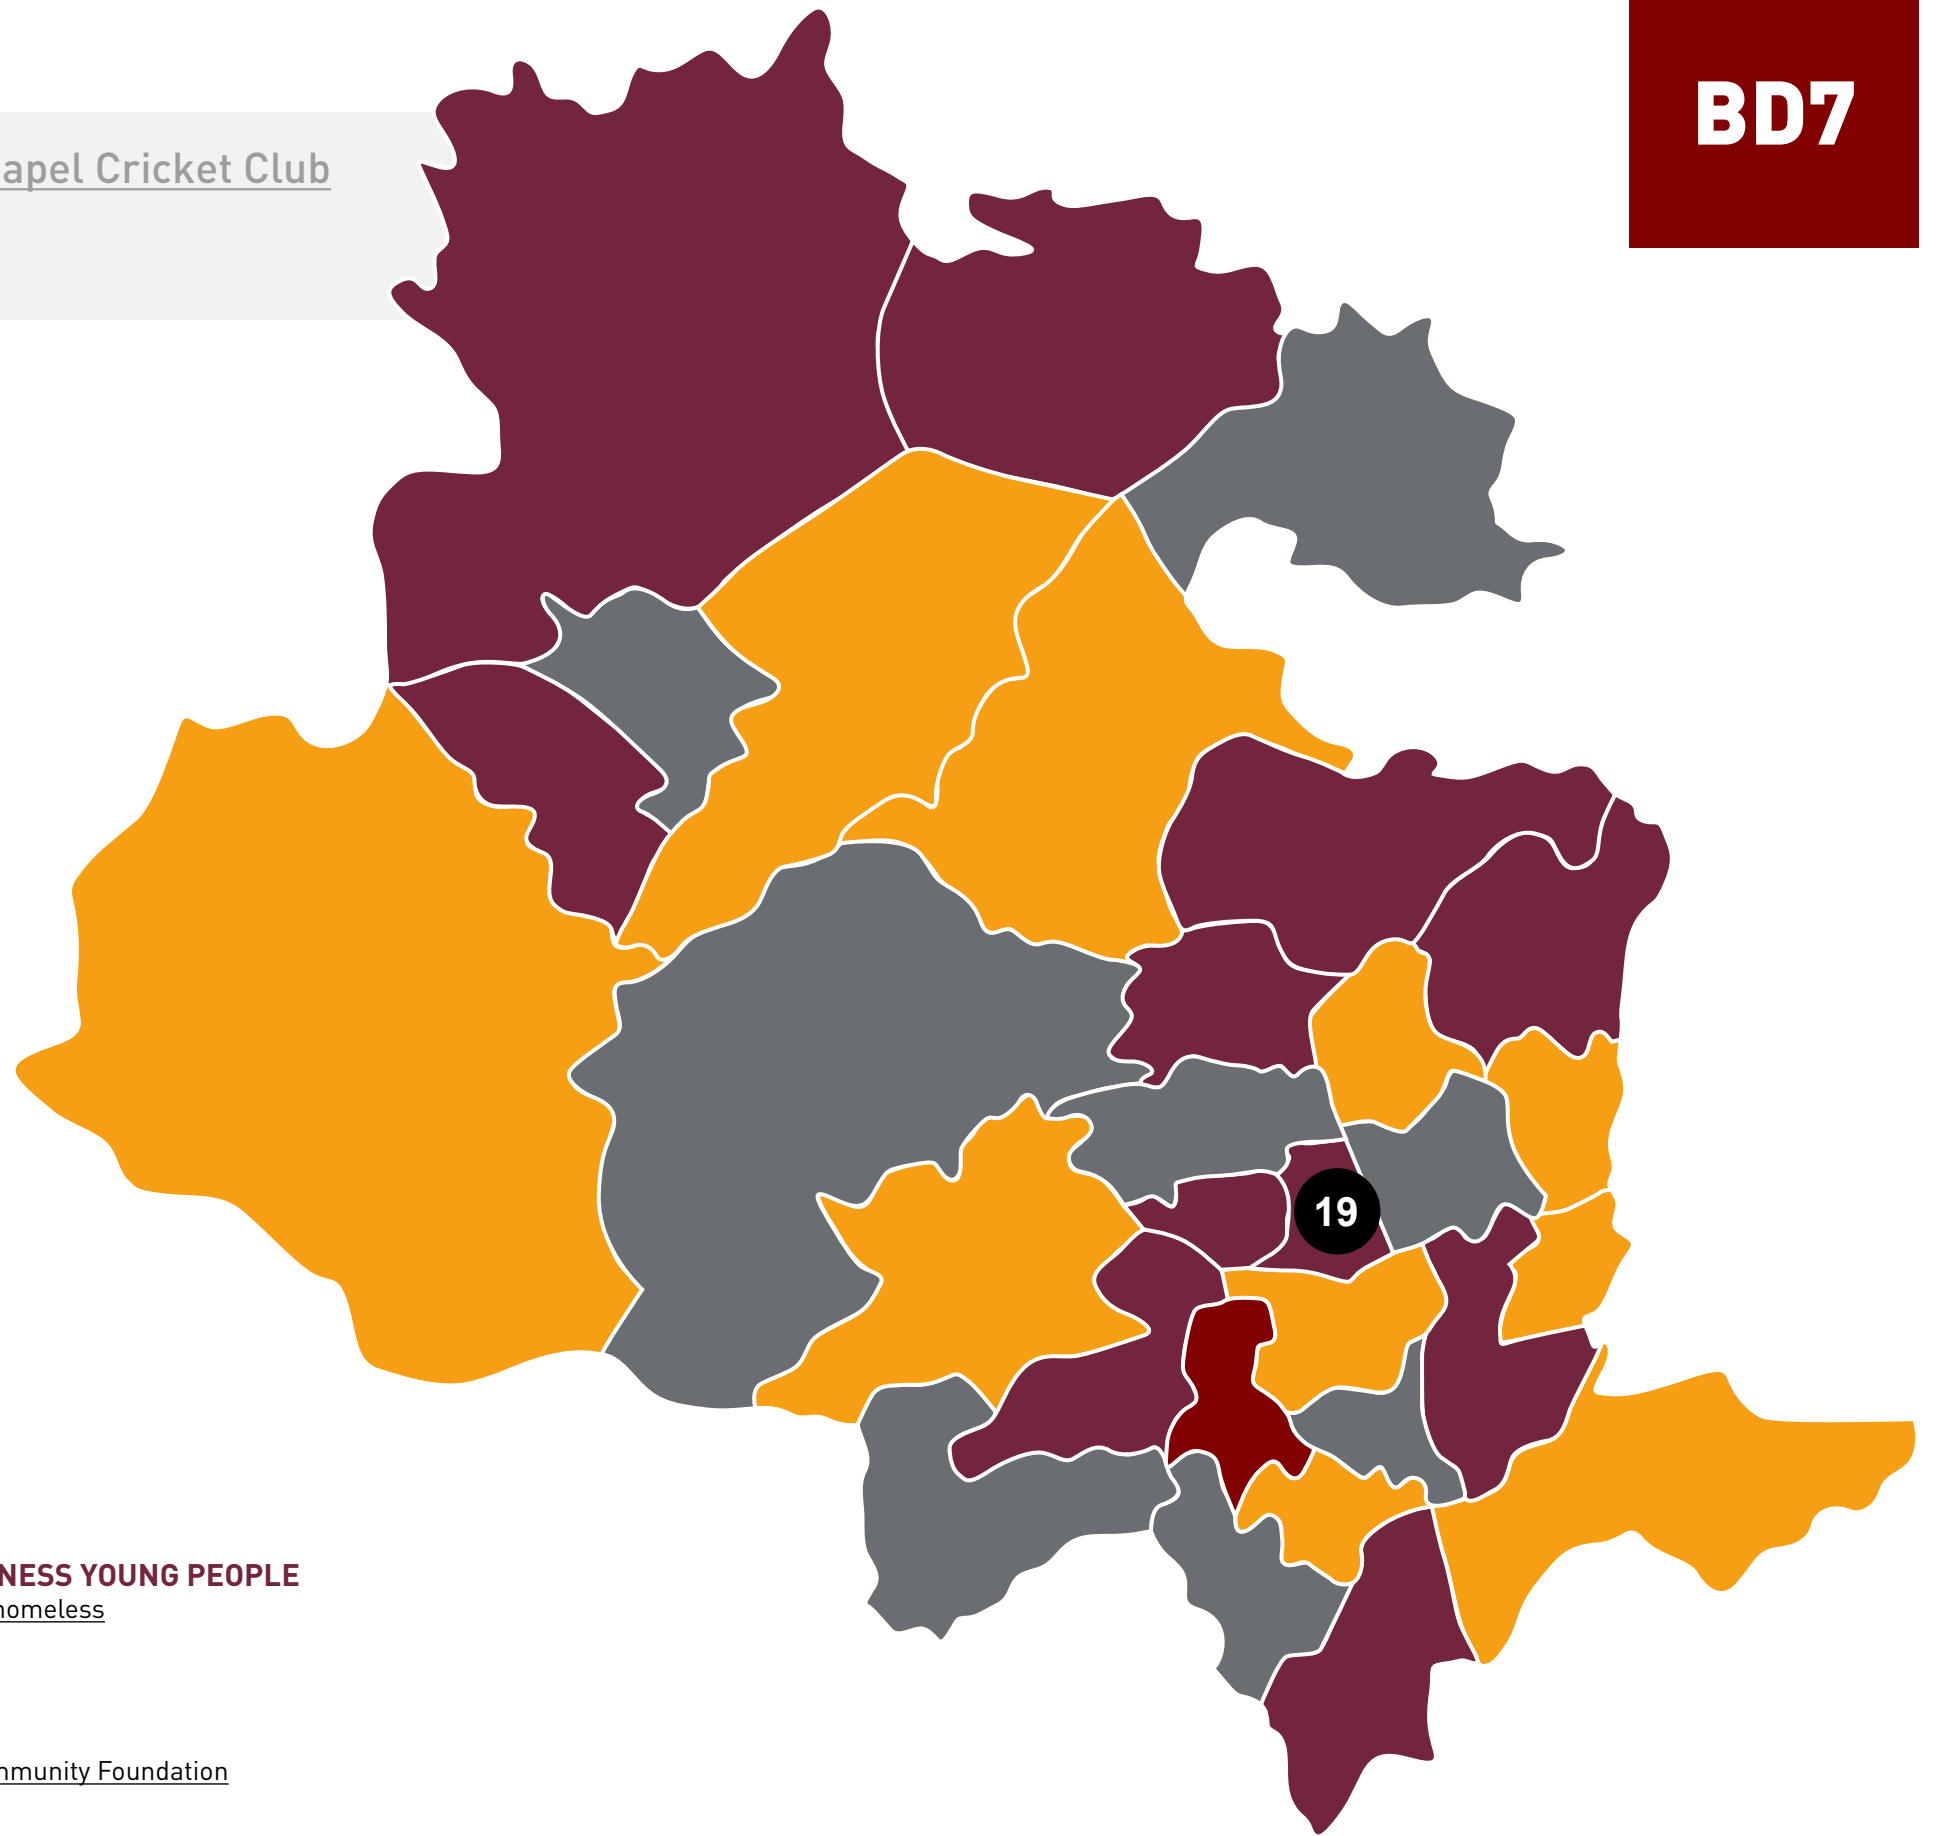 BD7
apel Cricket Club
19
NESS YOUNG PEOPLE
homeless
mmunity Foundation